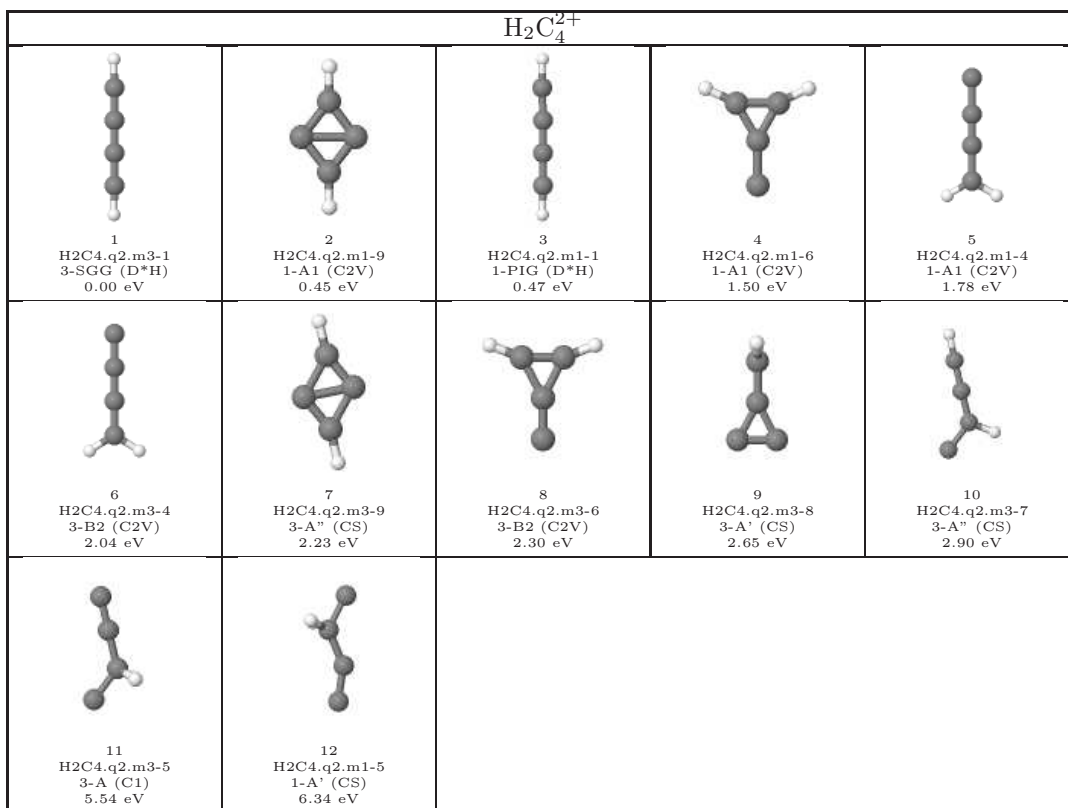 H₂C₄²⁺
1
H2C4.q2.m3-1
3-SGG (D*H)
0.00 eV
2
H2C4.q2.m1-9
1-A1 (C2V)
0.45 eV
3
H2C4.q2.m1-1
1-PIG (D*H)
0.47 eV
4
H2C4.q2.m1-6
1-A1 (C2V)
1.50 eV
5
H2C4.q2.m1-4
1-A1 (C2V)
1.78 eV
6
H2C4.q2.m3-4
3-B2 (C2V)
2.04 eV
7
H2C4.q2.m3-9
3-A" (CS)
2.23 eV
8
H2C4.q2.m3-6
3-B2 (C2V)
2.30 eV
9
H2C4.q2.m3-8
3-A' (CS)
2.65 eV
10
H2C4.q2.m3-7
3-A" (CS)
2.90 eV
11
H2C4.q2.m3-5
3-A (C1)
5.54 eV
12
H2C4.q2.m1-5
1-A' (CS)
6.34 eV